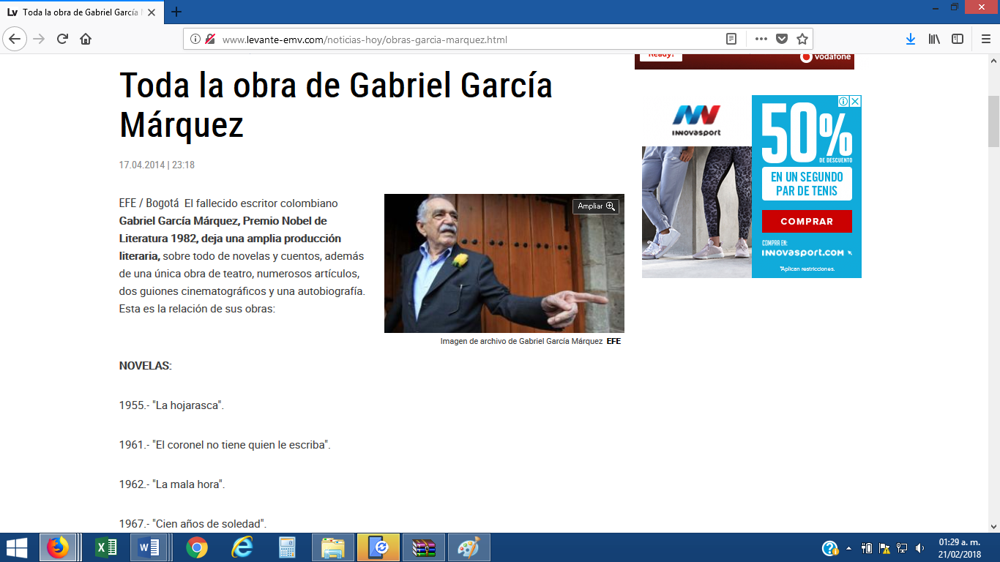 Lv Toda la obra de Gabriel García
www.levante-emv.com/noticias-hoy/obras-garcia-marquez.html
Ready!
vodafone
Toda la obra de Gabriel García
Márquez
17.04.2014 | 23:18
EFE / Bogotá El fallecido escritor colombiano
Gabriel García Márquez, Premio Nobel de
Literatura 1982, deja una amplia producción
literaria, sobre todo de novelas y cuentos, además
de una única obra de teatro, numerosos artículos,
dos guiones cinematográficos y una autobiografía.
Esta es la relación de sus obras:
Ampliar
Imagen de archivo de Gabriel García Márquez EFE
INNOVASPORT
50%
DE DESCUENTO
EN UN SEGUNDO
PAR DE TENIS
COMPRAR
COMPRA EN:
INNOVASPORT.COM
*Aplican restricciones.
NOVELAS:
1955.- "La hojarasca".
1961.- "El coronel no tiene quien le escriba".
1962.- "La mala hora".
1967.- "Cien años de soledad".
01:29 a. m.
21/02/2018